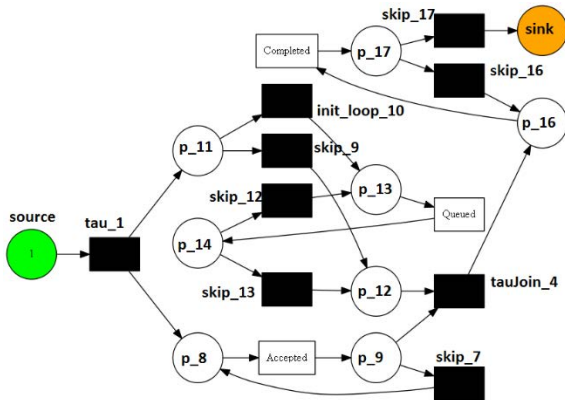 skip_17
sink
Completed
p_17
skip_16
init_loop_10
p_16
p_11
skip_9
skip_12
p_13
source
tau_1
Queued
p_14
1
skip_13
p_12
tauJoin_4
p_8
Accepted
p_9
skip_7